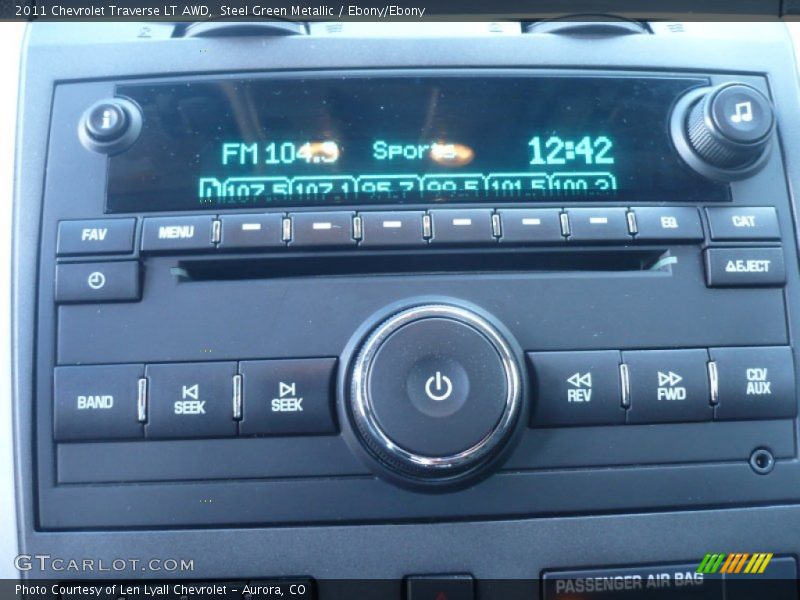 2011 Chevrolet Traverse LT AWD, Steel Green Metallic / Ebony/Ebony
i
FM 104.3 Sports 12:42
107.5 107.1 95.7 99.5 101.5 100.3
FAV MENU EQ CAT
EJECT
BAND SEEK SEEK REV FWD CD/AUX
GTCARLOT.COM
PASSENGER AIR BAG
Photo Courtesy of Len Lyall Chevrolet - Aurora, CO